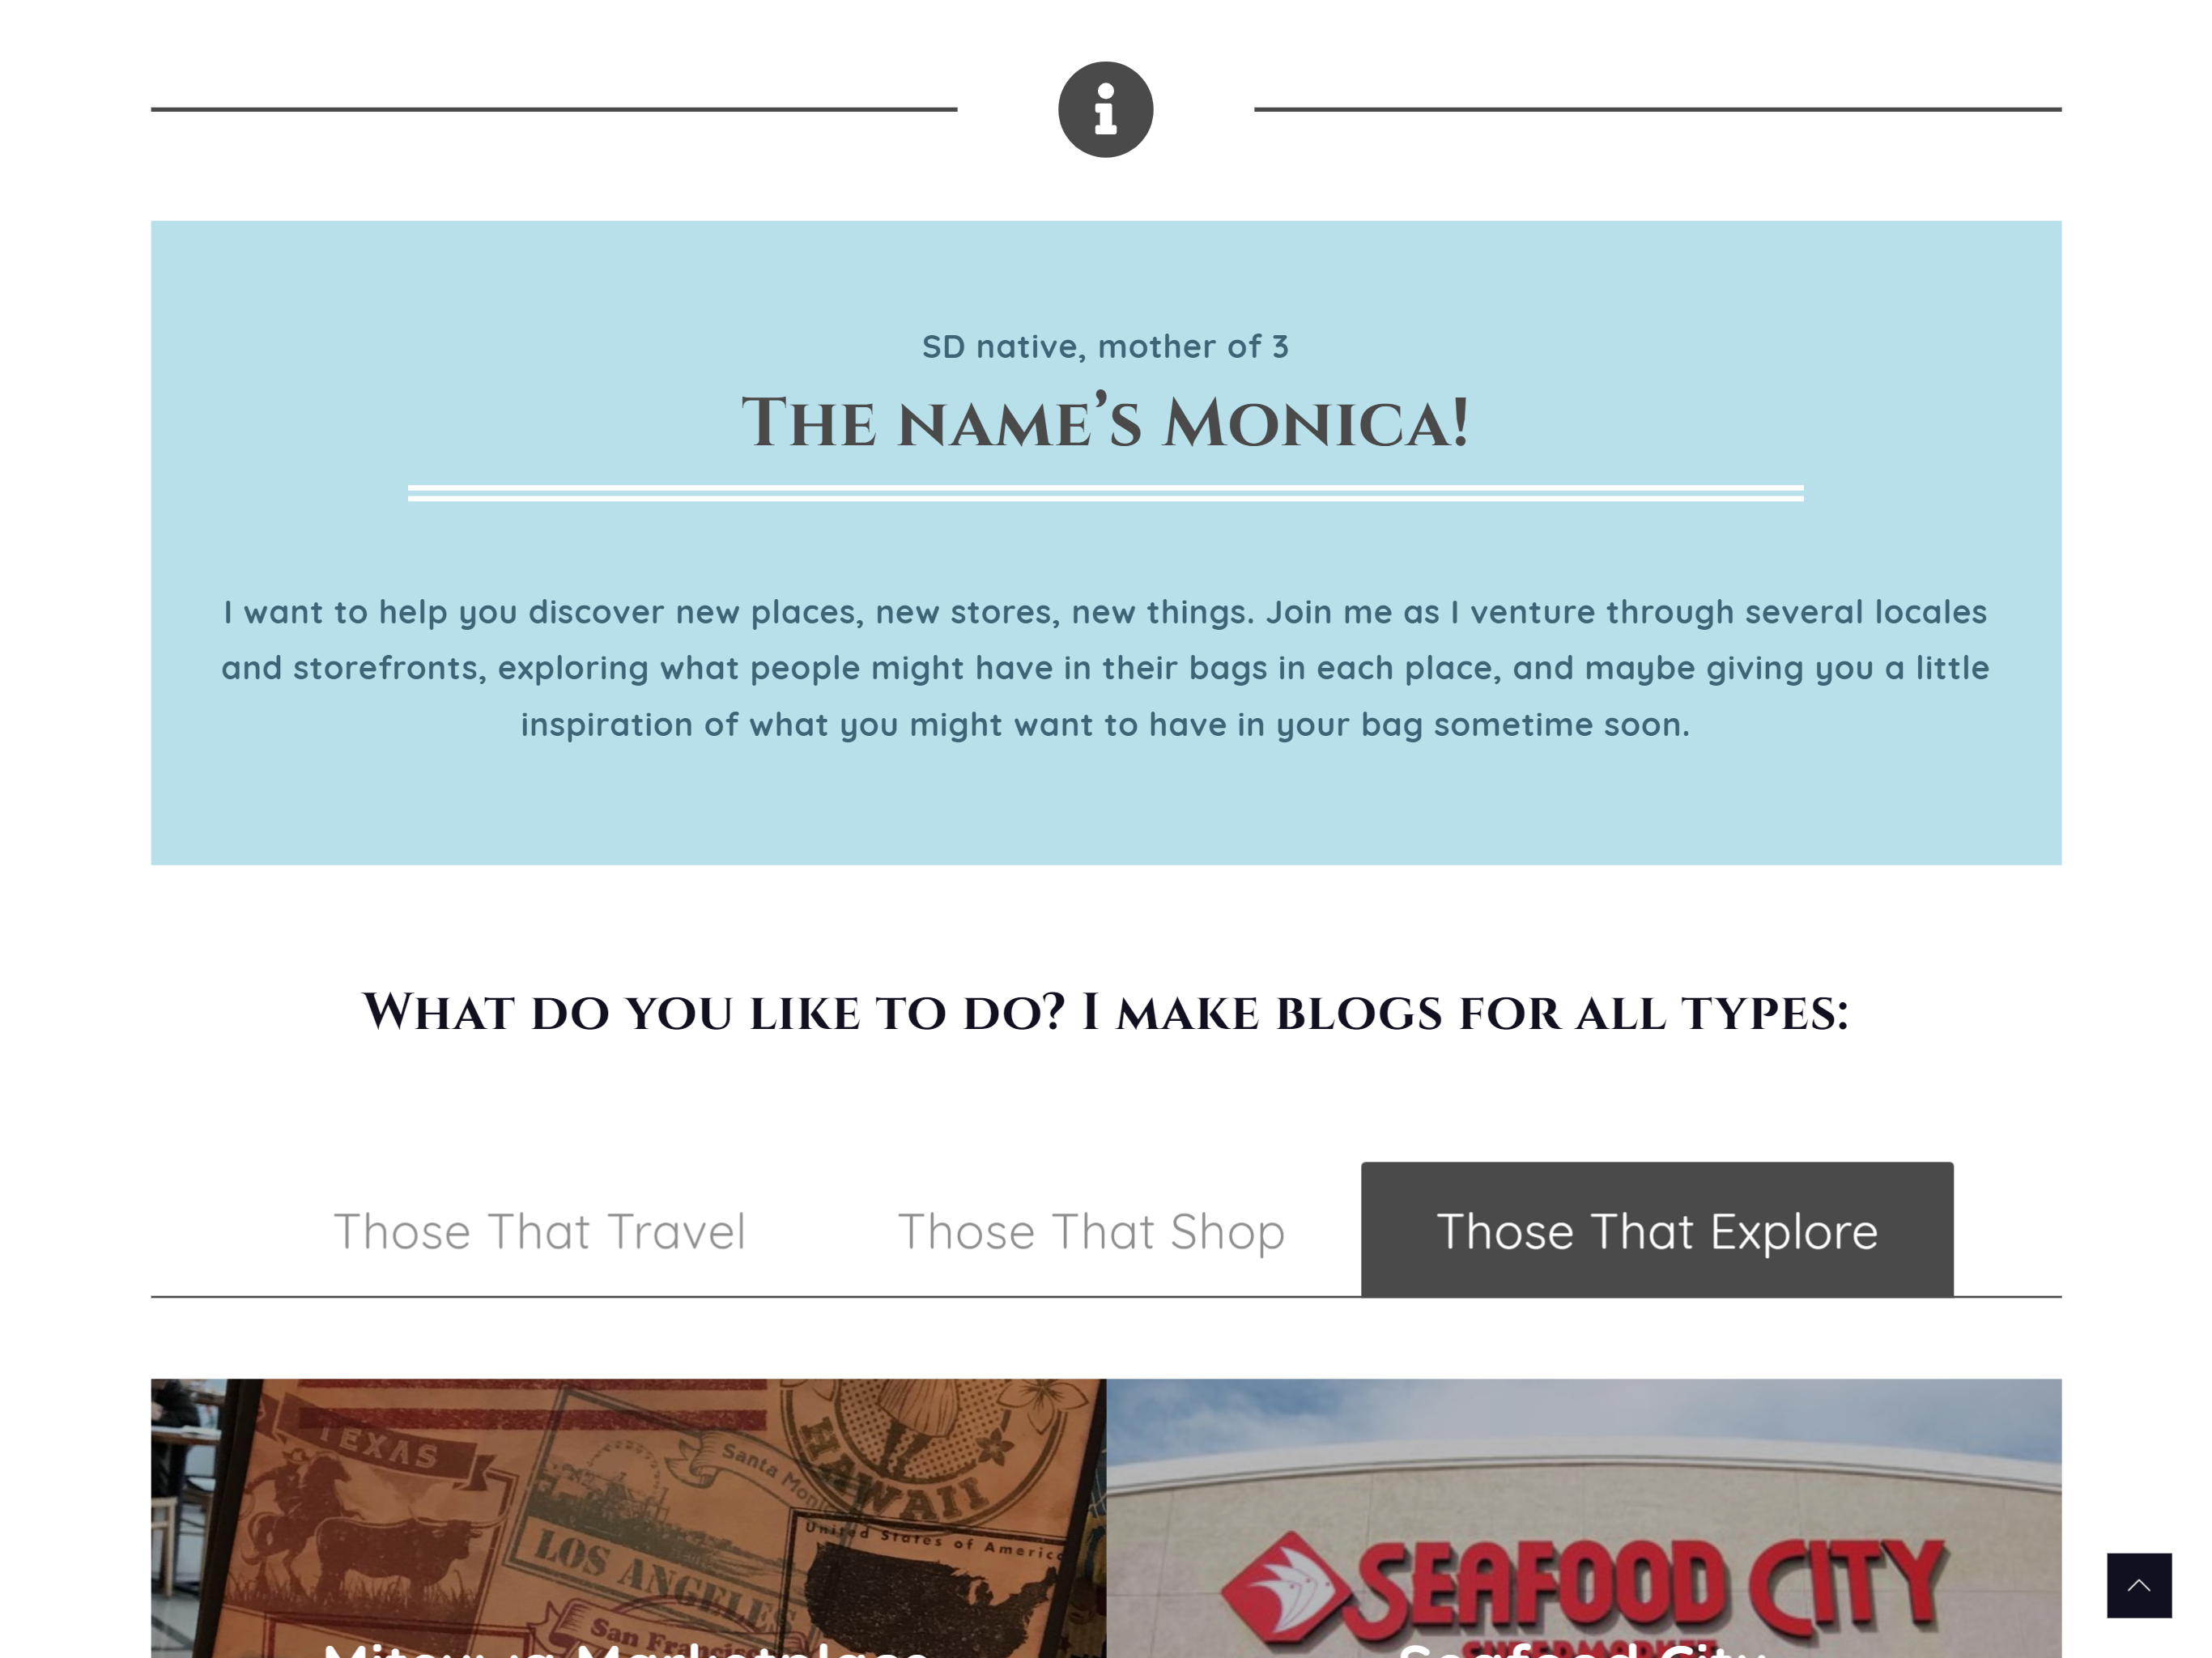 SD native, mother of 3
The name’s Monica!
I want to help you discover new places, new stores, new things. Join me as I venture through several locales
and storefronts, exploring what people might have in their bags in each place, and maybe giving you a little
inspiration of what you might want to have in your bag sometime soon.
What do you like to do? I make blogs for all types:
Those That Travel
Those That Shop
Those That Explore
TEXAS
Santa Moni
HAWAII
LOS ANGELES
United States of America
San Francisco
Marketplace
SEAFOOD CITY
SUPERMARKET
Seafood City